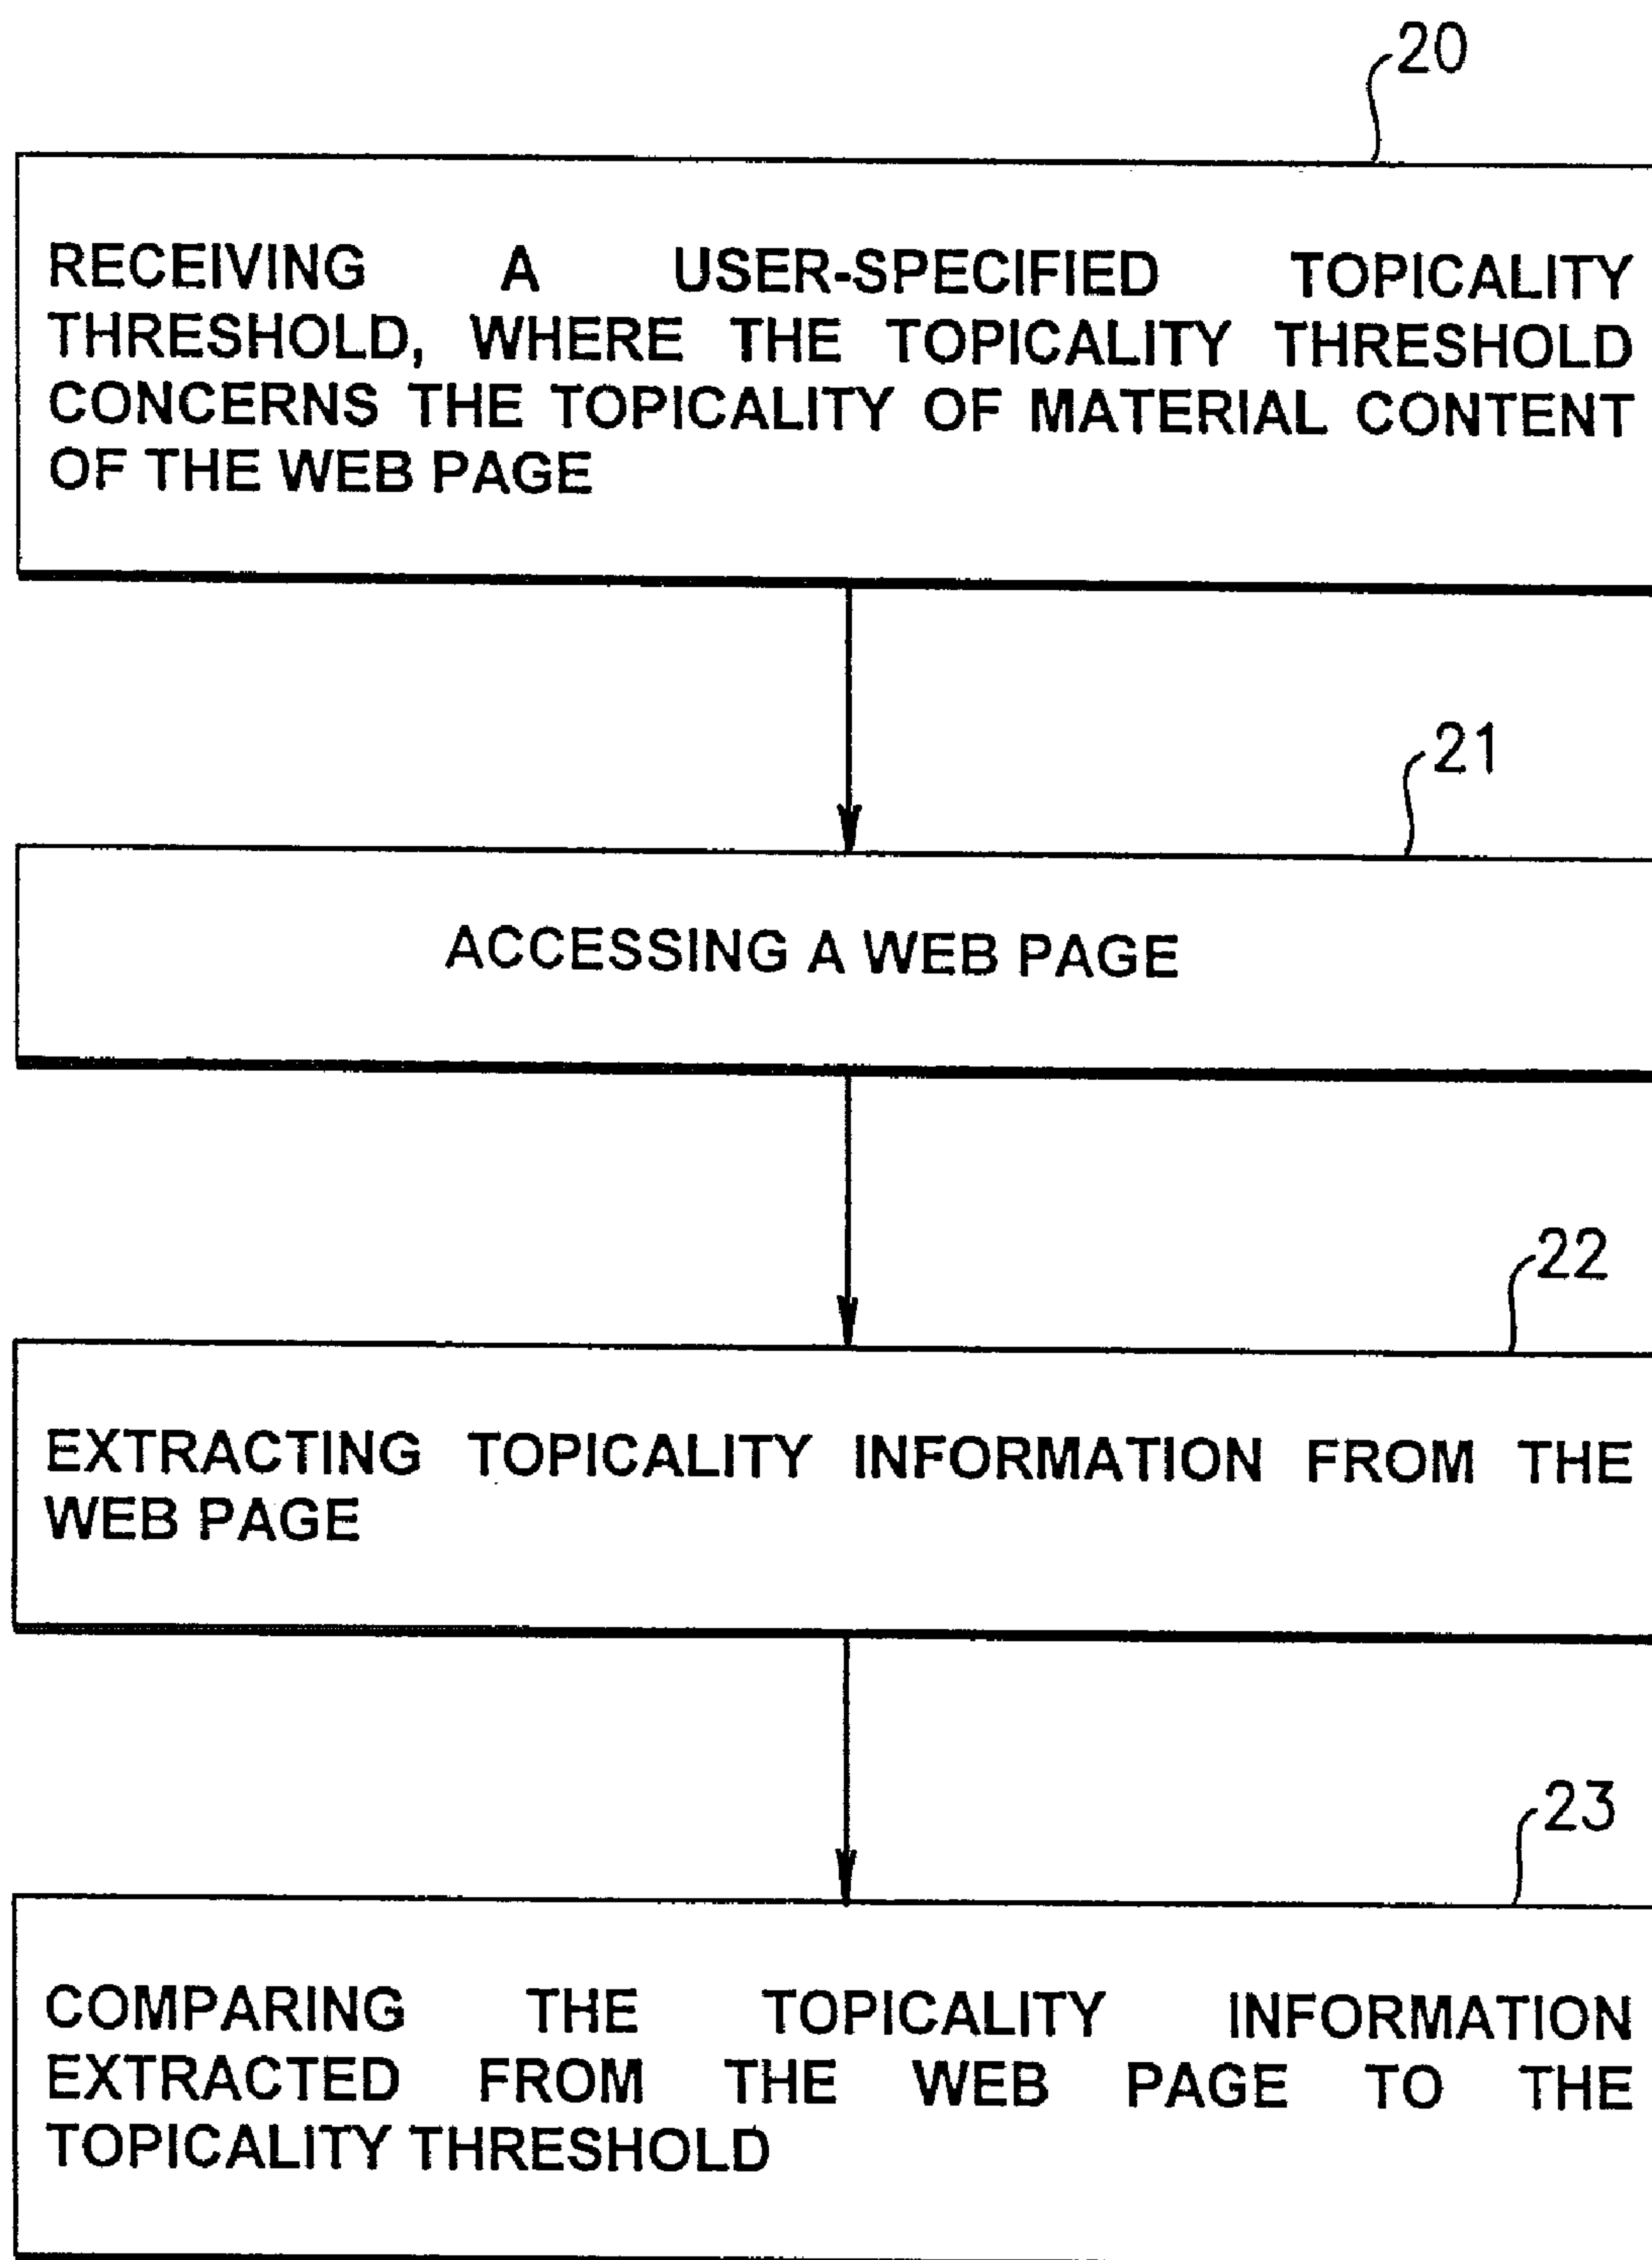 20
RECEIVING A USER-SPECIFIED TOPICALITY
THRESHOLD, WHERE THE TOPICALITY THRESHOLD
CONCERNS THE TOPICALITY OF MATERIAL CONTENT
OF THE WEB PAGE
21
ACCESSING A WEB PAGE
22
EXTRACTING TOPICALITY INFORMATION FROM THE
WEB PAGE
23
COMPARING THE TOPICALITY INFORMATION
EXTRACTED FROM THE WEB PAGE TO THE
TOPICALITY THRESHOLD